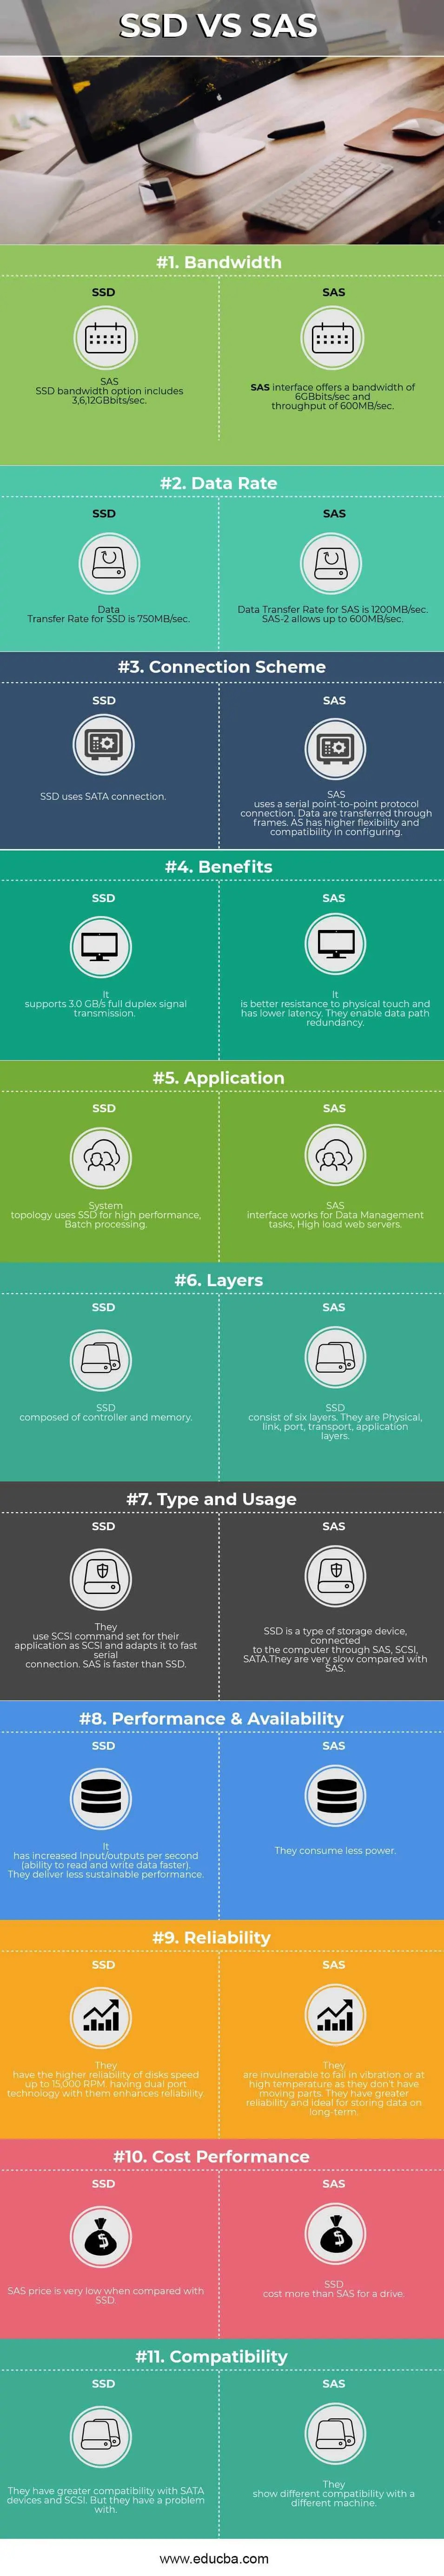 SSD VS SAS
#1. Bandwidth
SSD
SAS
SSD bandwidth option includes
3,6,12GBbits/sec.
SAS
SAS interface offers a bandwidth of
6GBbits/sec and
throughput of 600MB/sec.
#2. Data Rate
SSD
Data
Transfer Rate for SSD is 750MB/sec.
SAS
Data Transfer Rate for SAS is 1200MB/sec.
SAS-2 allows up to 600MB/sec.
#3. Connection Scheme
SSD
SSD uses SATA connection.
SAS
SAS
uses a serial point-to-point protocol
connection. Data are transferred through
frames. AS has higher flexibility and
compatibility in configuring.
#4. Benefits
SSD
It
supports 3.0 GB/s full duplex signal
transmission.
SAS
It
is better resistance to physical touch and
has lower latency. They enable data path
redundancy.
#5. Application
SSD
System
topology uses SSD for high performance,
Batch processing.
SAS
SAS
interface works for Data Management
tasks, High load web servers.
#6. Layers
SSD
SSD
composed of controller and memory.
SAS
SSD
consist of six layers. They are Physical,
link, port, transport, application
layers.
#7. Type and Usage
SSD
They
use SCSI command set for their
application as SCSI and adapts it to fast
serial
connection. SAS is faster than SSD.
SAS
SSD is a type of storage device,
connected
to the computer through SAS, SCSI,
SATA.They are very slow compared with
SAS.
#8. Performance & Availability
SSD
It
has increased Input/outputs per second
(ability to read and write data faster).
They deliver less sustainable performance.
SAS
They consume less power.
#9. Reliability
SSD
They
have the higher reliability of disks speed
up to 15,000 RPM. having dual port
technology with them enhances reliability.
SAS
They
are invulnerable to fail in vibration or at
high temperature as they don't have
moving parts. They have greater
reliability and ideal for storing data on
long-term.
#10. Cost Performance
SSD
SAS price is very low when compared with
SSD.
SAS
SSD
cost more than SAS for a drive.
#11. Compatibility
SSD
They have greater compatibility with SATA
devices and SCSI. But they have a problem
with.
SAS
They
show different compatibility with a
different machine.
www.educba.com